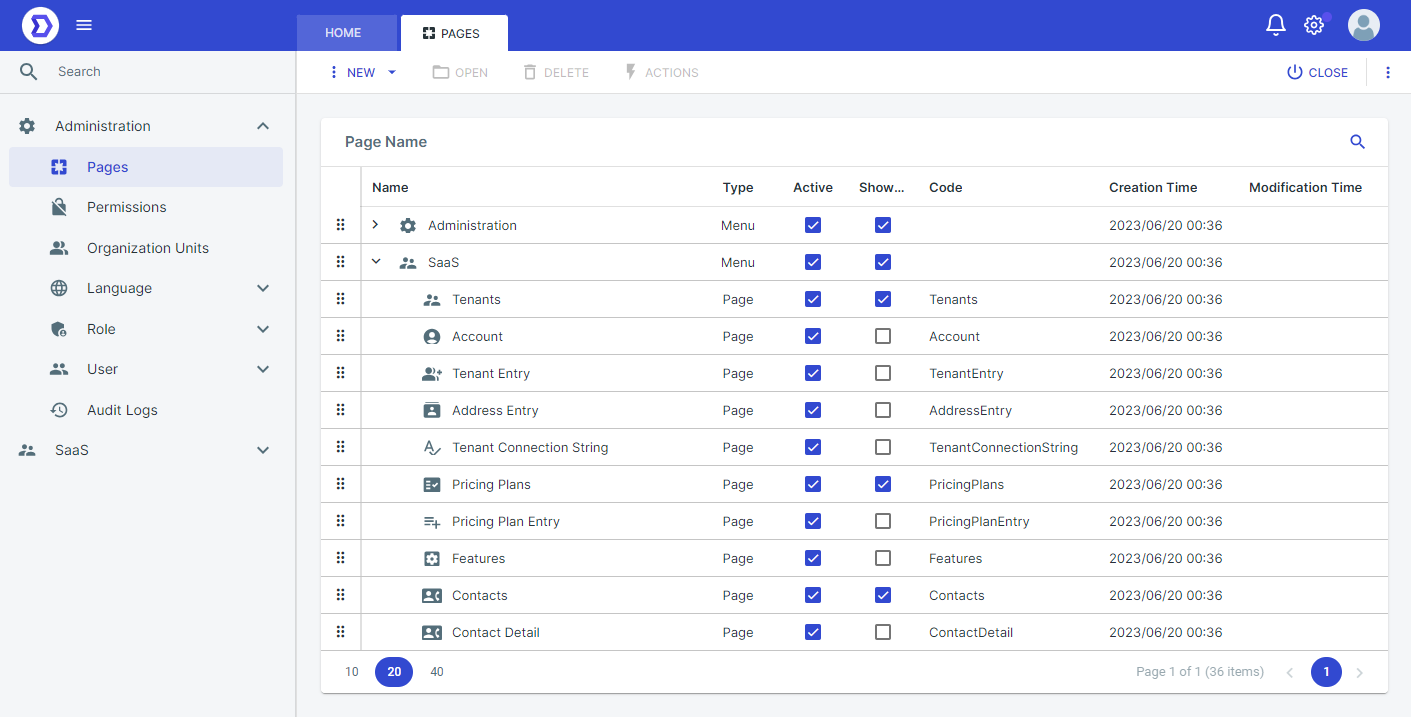 HOME PAGES
Search
NEW OPEN DELETE ACTIONS CLOSE
Administration
Pages
Permissions
Organization Units
Language
Role
User
Audit Logs
SaaS
Page Name
Name Type Active Show... Code Creation Time Modification Time
Administration Menu 2023/06/20 00:36
SaaS Menu 2023/06/20 00:36
Tenants Page Tenants 2023/06/20 00:36
Account Page Account 2023/06/20 00:36
Tenant Entry Page TenantEntry 2023/06/20 00:36
Address Entry Page AddressEntry 2023/06/20 00:36
Tenant Connection String Page TenantConnectionString 2023/06/20 00:36
Pricing Plans Page PricingPlans 2023/06/20 00:36
Pricing Plan Entry Page PricingPlanEntry 2023/06/20 00:36
Features Page Features 2023/06/20 00:36
Contacts Page Contacts 2023/06/20 00:36
Contact Detail Page ContactDetail 2023/06/20 00:36
10 20 40 Page 1 of 1 (36 items) 1